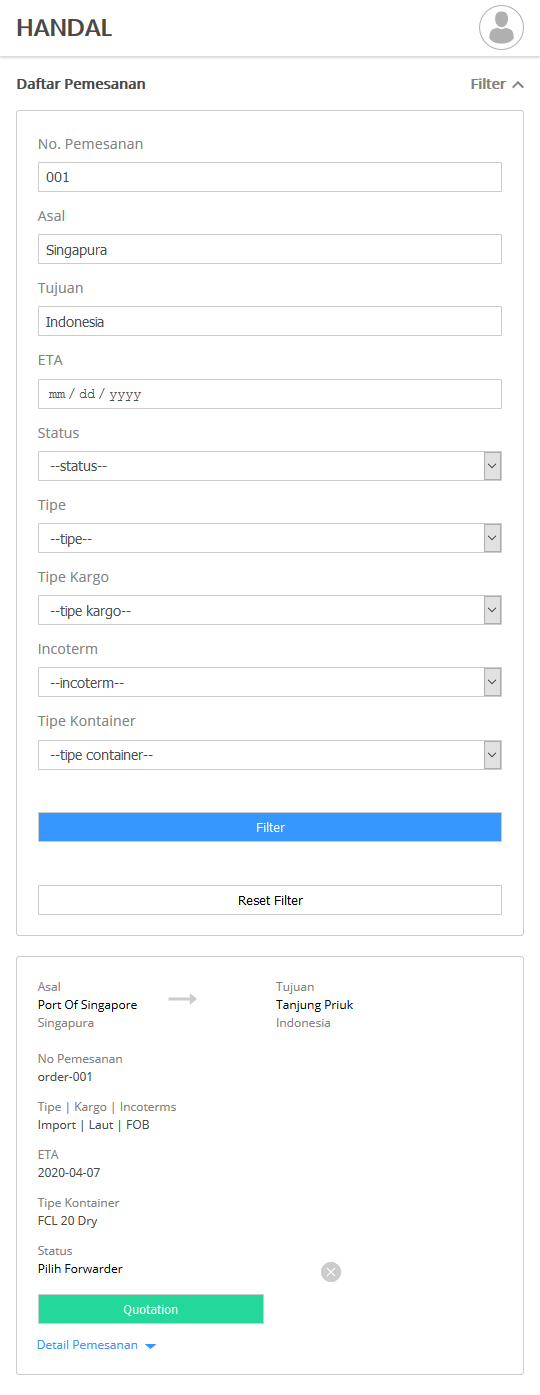 HANDAL
Daftar Pemesanan
Filter
No. Pemesanan
001
Asal
Singapura
Tujuan
Indonesia
ETA
mm / dd / yyyy
Status
--status--
Tipe
--tipe--
Tipe Kargo
--tipe kargo--
Incoterm
--incoterm--
Tipe Kontainer
--tipe container--
Filter
Reset Filter
Asal
Port Of Singapore
Singapura
Tujuan
Tanjung Priuk
Indonesia
No Pemesanan
order-001
Tipe | Kargo | Incoterms
Import | Laut | FOB
ETA
2020-04-07
Tipe Kontainer
FCL 20 Dry
Status
Pilih Forwarder
Quotation
Detail Pemesanan